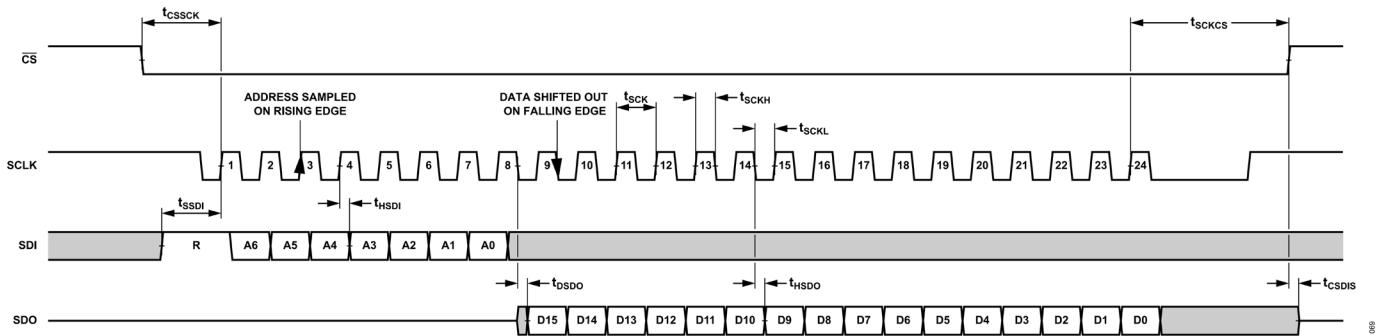 tCSSCK
tSCKCS
CS
ADDRESS SAMPLED
ON RISING EDGE
DATA SHIFTED OUT
ON FALLING EDGE
tSCK
tSCKH
tSCKL
SCLK 1 2 3 4 5 6 7 8 9 10 11 12 13 14 15 16 17 18 19 20 21 22 23 24
tSSDI
tHSDI
SDI R A6 A5 A4 A3 A2 A1 A0
tDSDO
tHSDO
tCSDIS
SDO D15 D14 D13 D12 D11 D10 D9 D8 D7 D6 D5 D4 D3 D2 D1 D0
069